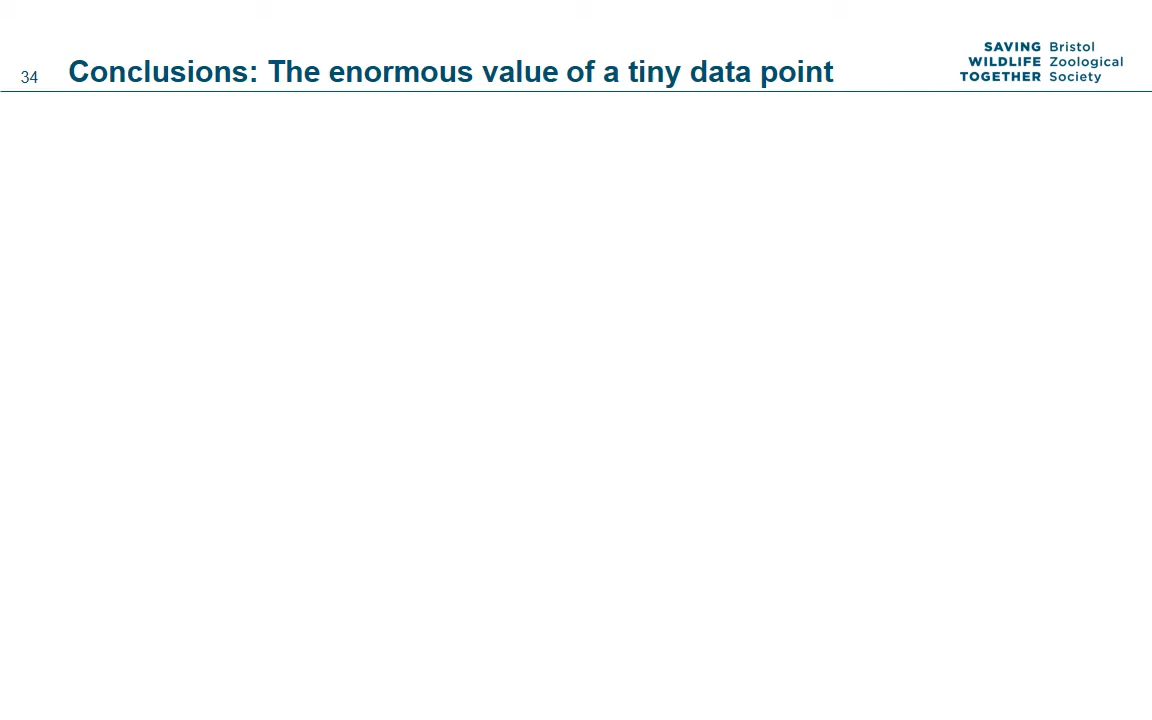 34 Conclusions: The enormous value of a tiny data point
SAVING Bristol
WILDLIFE Zoological
TOGETHER Society